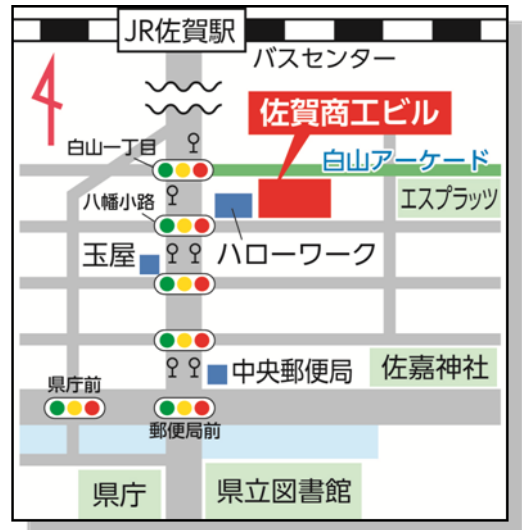 JR佐賀駅
バスセンター
佐賀商工ビル
白山一丁目
白山アーケード
八幡小路
エスプラッツ
玉屋
ハローワーク
中央郵便局
佐嘉神社
県庁前
郵便局前
県庁
県立図書館